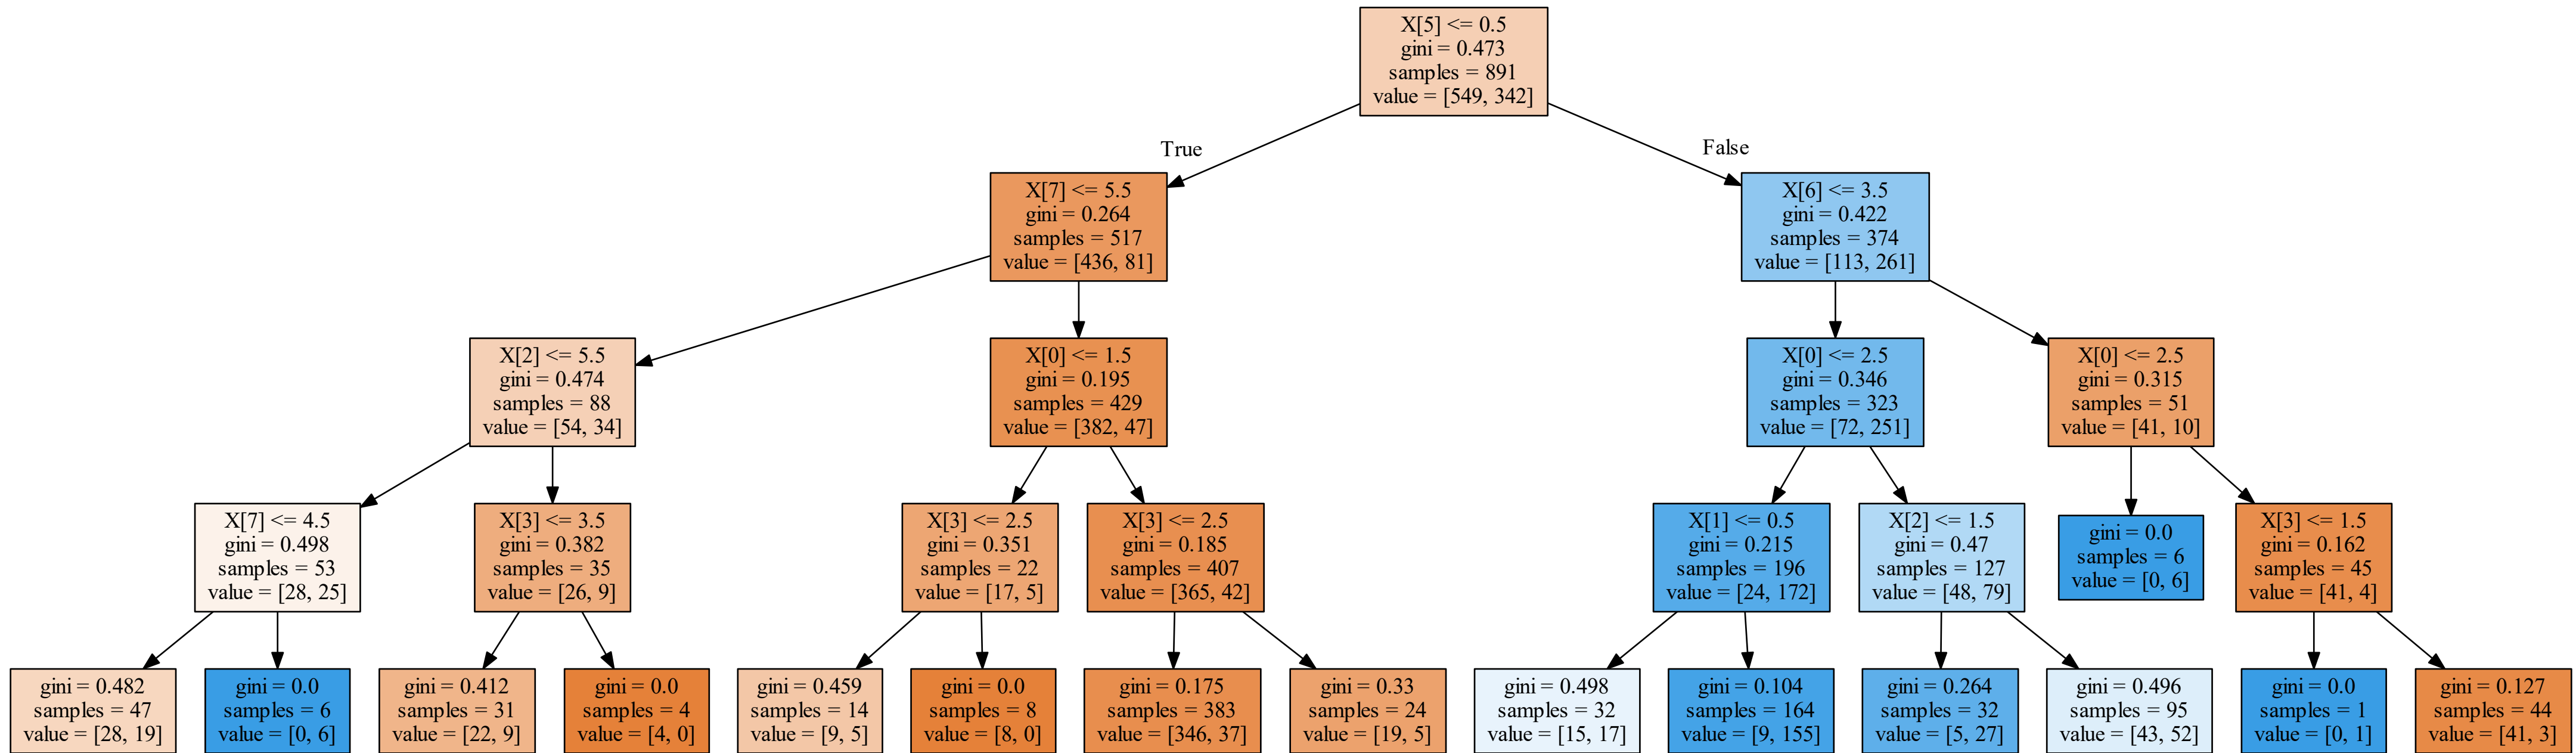 X[5] <= 0.5
gini = 0.473
samples = 891
value = [549, 342]
True
False
X[7] <= 5.5
gini = 0.264
samples = 517
value = [436, 81]
X[6] <= 3.5
gini = 0.422
samples = 374
value = [113, 261]
X[2] <= 5.5
gini = 0.474
samples = 88
value = [54, 34]
X[0] <= 1.5
gini = 0.195
samples = 429
value = [382, 47]
X[0] <= 2.5
gini = 0.346
samples = 323
value = [72, 251]
X[0] <= 2.5
gini = 0.315
samples = 51
value = [41, 10]
X[7] <= 4.5
gini = 0.498
samples = 53
value = [28, 25]
X[3] <= 3.5
gini = 0.382
samples = 35
value = [26, 9]
X[3] <= 2.5
gini = 0.351
samples = 22
value = [17, 5]
X[3] <= 2.5
gini = 0.185
samples = 407
value = [365, 42]
X[1] <= 0.5
gini = 0.215
samples = 196
value = [24, 172]
X[2] <= 1.5
gini = 0.47
samples = 127
value = [48, 79]
gini = 0.0
samples = 6
value = [0, 6]
X[3] <= 1.5
gini = 0.162
samples = 45
value = [41, 4]
gini = 0.482
samples = 47
value = [28, 19]
gini = 0.0
samples = 6
value = [0, 6]
gini = 0.412
samples = 31
value = [22, 9]
gini = 0.0
samples = 4
value = [4, 0]
gini = 0.459
samples = 14
value = [9, 5]
gini = 0.0
samples = 8
value = [8, 0]
gini = 0.175
samples = 383
value = [346, 37]
gini = 0.33
samples = 24
value = [19, 5]
gini = 0.498
samples = 32
value = [15, 17]
gini = 0.104
samples = 164
value = [9, 155]
gini = 0.264
samples = 32
value = [5, 27]
gini = 0.496
samples = 95
value = [43, 52]
gini = 0.0
samples = 1
value = [0, 1]
gini = 0.127
samples = 44
value = [41, 3]